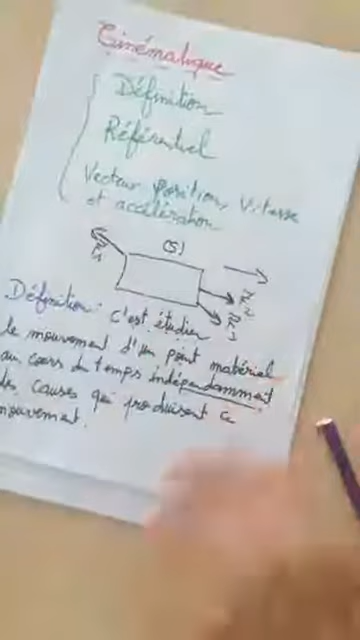 Cinématique
Définition
Référentiel
Vecteur position, vitesse
et accélération
(S)
Définition : c'est étudier
le mouvement d'un point matériel
au cours du temps indépendamment
des causes qui produisent ce
mouvement.